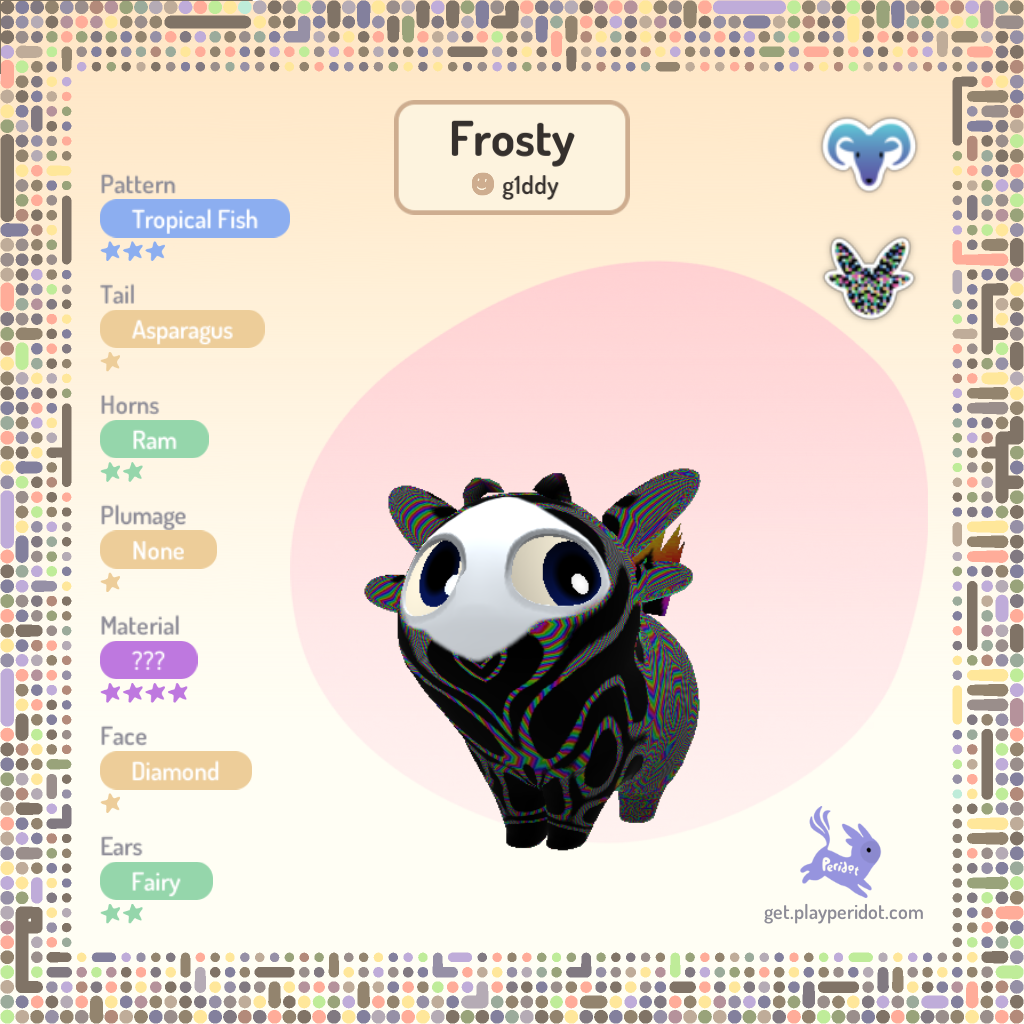 Frosty
g1ddy
Pattern
Tropical Fish
Tail
Asparagus
Horns
Ram
Plumage
None
Material
???
Face
Diamond
Ears
Fairy
Peridot
get.playperidot.com